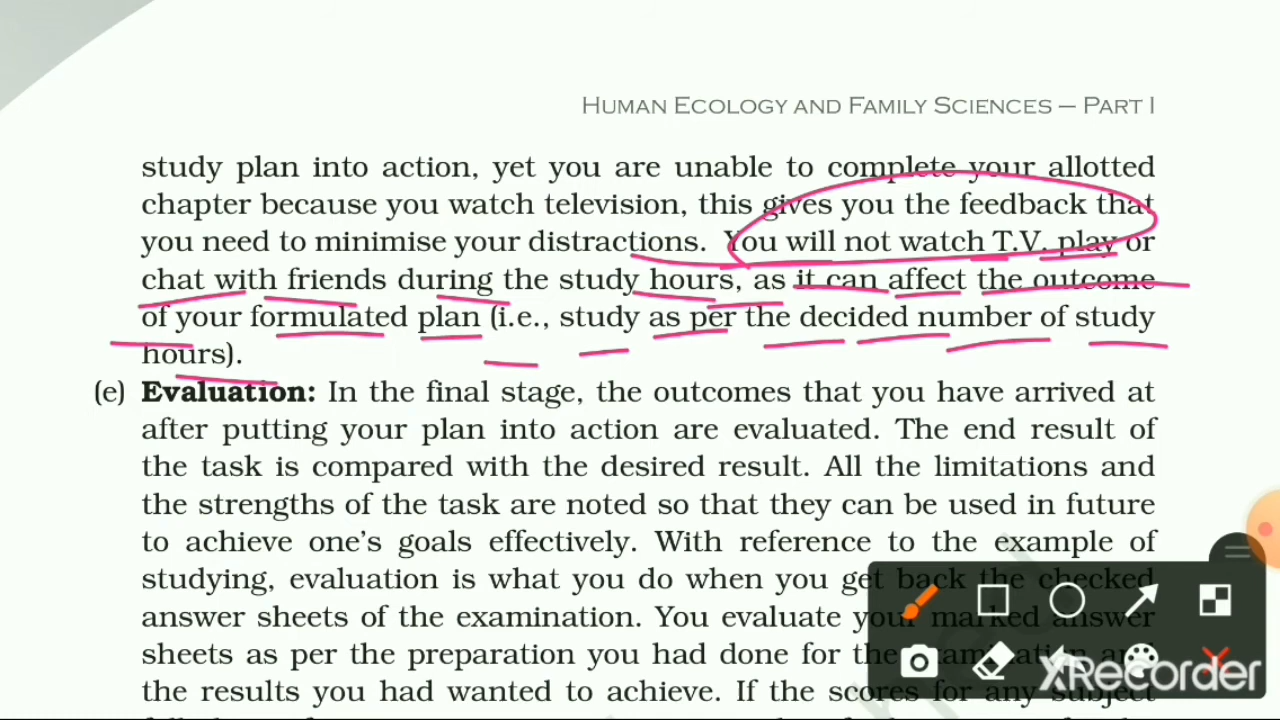 HUMAN ECOLOGY AND FAMILY SCIENCES – PART I
study plan into action, yet you are unable to complete your allotted
chapter because you watch television, this gives you the feedback that
you need to minimise your distractions. You will not watch T.V. play or
chat with friends during the study hours, as it can affect the outcome
of your formulated plan (i.e., study as per the decided number of study
hours).
(e) Evaluation: In the final stage, the outcomes that you have arrived at
after putting your plan into action are evaluated. The end result of
the task is compared with the desired result. All the limitations and
the strengths of the task are noted so that they can be used in future
to achieve one's goals effectively. With reference to the example of
studying, evaluation is what you do when you get back the checked
answer sheets of the examination. You evaluate your marked answer
sheets as per the preparation you had done for the examination and
the results you had wanted to achieve. If the scores for any subject
XRecorder